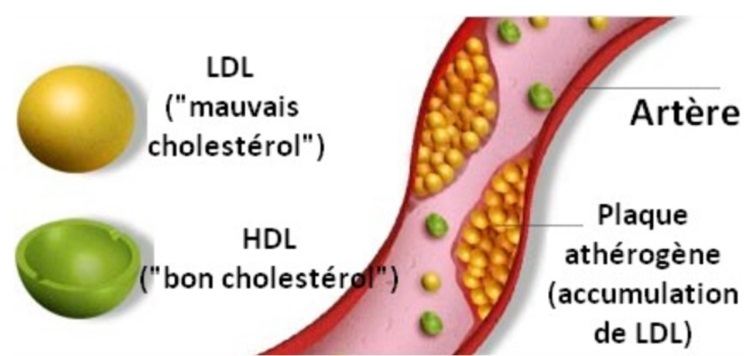 LDL
("mauvais
cholestérol")
HDL
("bon cholestérol")
Artère
Plaque
athérogène
(accumulation
de LDL)